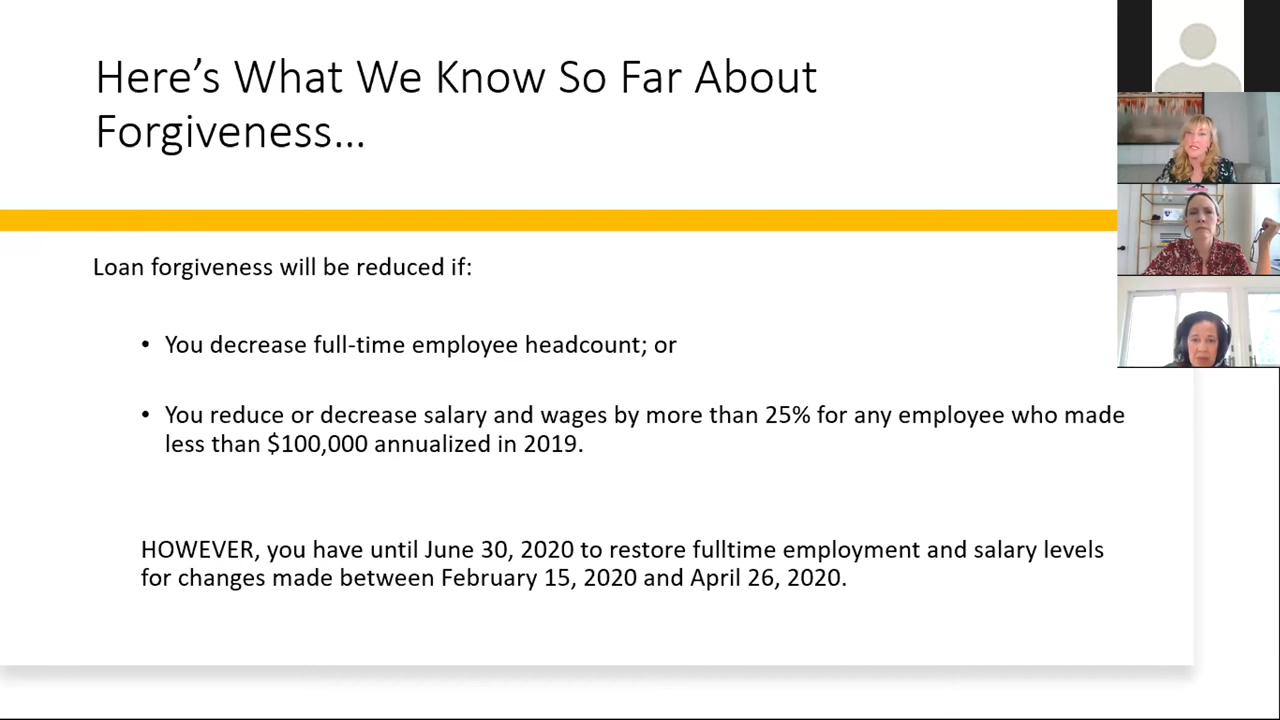 Here’s What We Know So Far About
Forgiveness…
Loan forgiveness will be reduced if:
• You decrease full-time employee headcount; or
• You reduce or decrease salary and wages by more than 25% for any employee who made
less than $100,000 annualized in 2019.
HOWEVER, you have until June 30, 2020 to restore fulltime employment and salary levels
for changes made between February 15, 2020 and April 26, 2020.